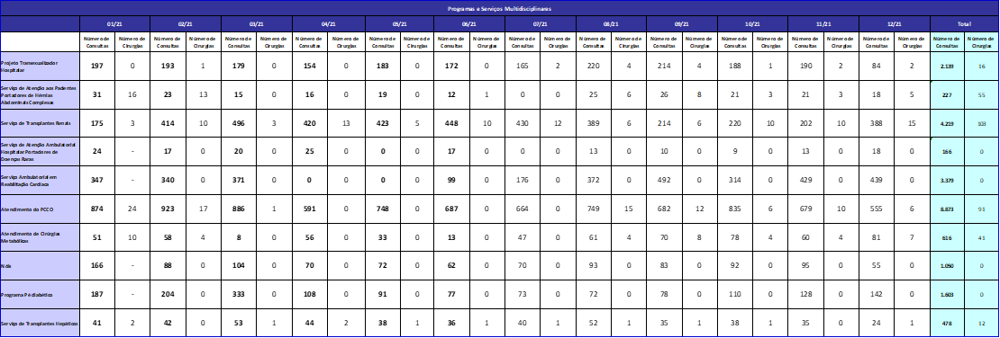 Programas e Serviços Multidisciplinares
01/21 02/21 03/21 04/21 05/21 06/21 07/21 08/21 09/21 10/21 11/21 12/21 Total
Número de Consultas Número de Cirurgias Número de Consultas Número de Cirurgias Número de Consultas Número de Cirurgias Número de Consultas Número de Cirurgias Número de Consultas Número de Cirurgias Número de Consultas Número de Cirurgias Número de Consultas Número de Cirurgias Número de Consultas Número de Cirurgias Número de Consultas Número de Cirurgias Número de Consultas Número de Cirurgias Número de Consultas Número de Cirurgias Número de Consultas Número de Cirurgias Número de Consultas Número de Cirurgias
Projeto Transexualizador Hospitalar 197 0 193 1 179 0 154 0 183 0 172 0 165 2 220 4 214 4 188 1 190 2 84 2 2.139 16
Serviço de Atenção aos Pacientes Portadores de Hérnias Abdominais Complexas 31 16 23 13 15 0 16 0 19 0 12 1 0 0 25 6 26 8 21 3 21 3 18 5 227 55
Serviço de Transplantes Renais 175 3 414 10 496 3 420 13 423 5 448 10 430 12 389 6 214 6 220 10 202 10 388 15 4.219 103
Serviço de Atenção Ambulatorial Hospitalar Portadores de Doenças Raras 24 - 17 0 20 0 25 0 0 0 17 0 0 0 13 0 10 0 9 0 13 0 18 0 166 0
Serviço Ambulatorial em Reabilitação Cardíaca 347 - 340 0 371 0 0 0 0 0 99 0 176 0 372 0 492 0 314 0 429 0 439 0 3.379 0
Atendimento do PCCO 874 24 923 17 886 1 591 0 748 0 687 0 664 0 749 15 682 12 835 6 679 10 555 6 8.873 91
Atendimento de Cirurgias Metabólicas 51 10 58 4 8 0 56 0 33 0 13 0 47 0 61 4 70 8 78 4 60 4 81 7 616 41
Nós 166 - 88 0 104 0 70 0 72 0 62 0 70 0 93 0 83 0 92 0 95 0 55 0 1.050 0
Programa Pé diabético 187 - 204 0 333 0 108 0 91 0 77 0 73 0 72 0 78 0 110 0 128 0 142 0 1.603 0
Serviço de Transplantes Hepáticos 41 2 42 0 53 1 44 2 38 1 36 1 40 1 52 1 35 1 38 1 35 0 24 1 478 12